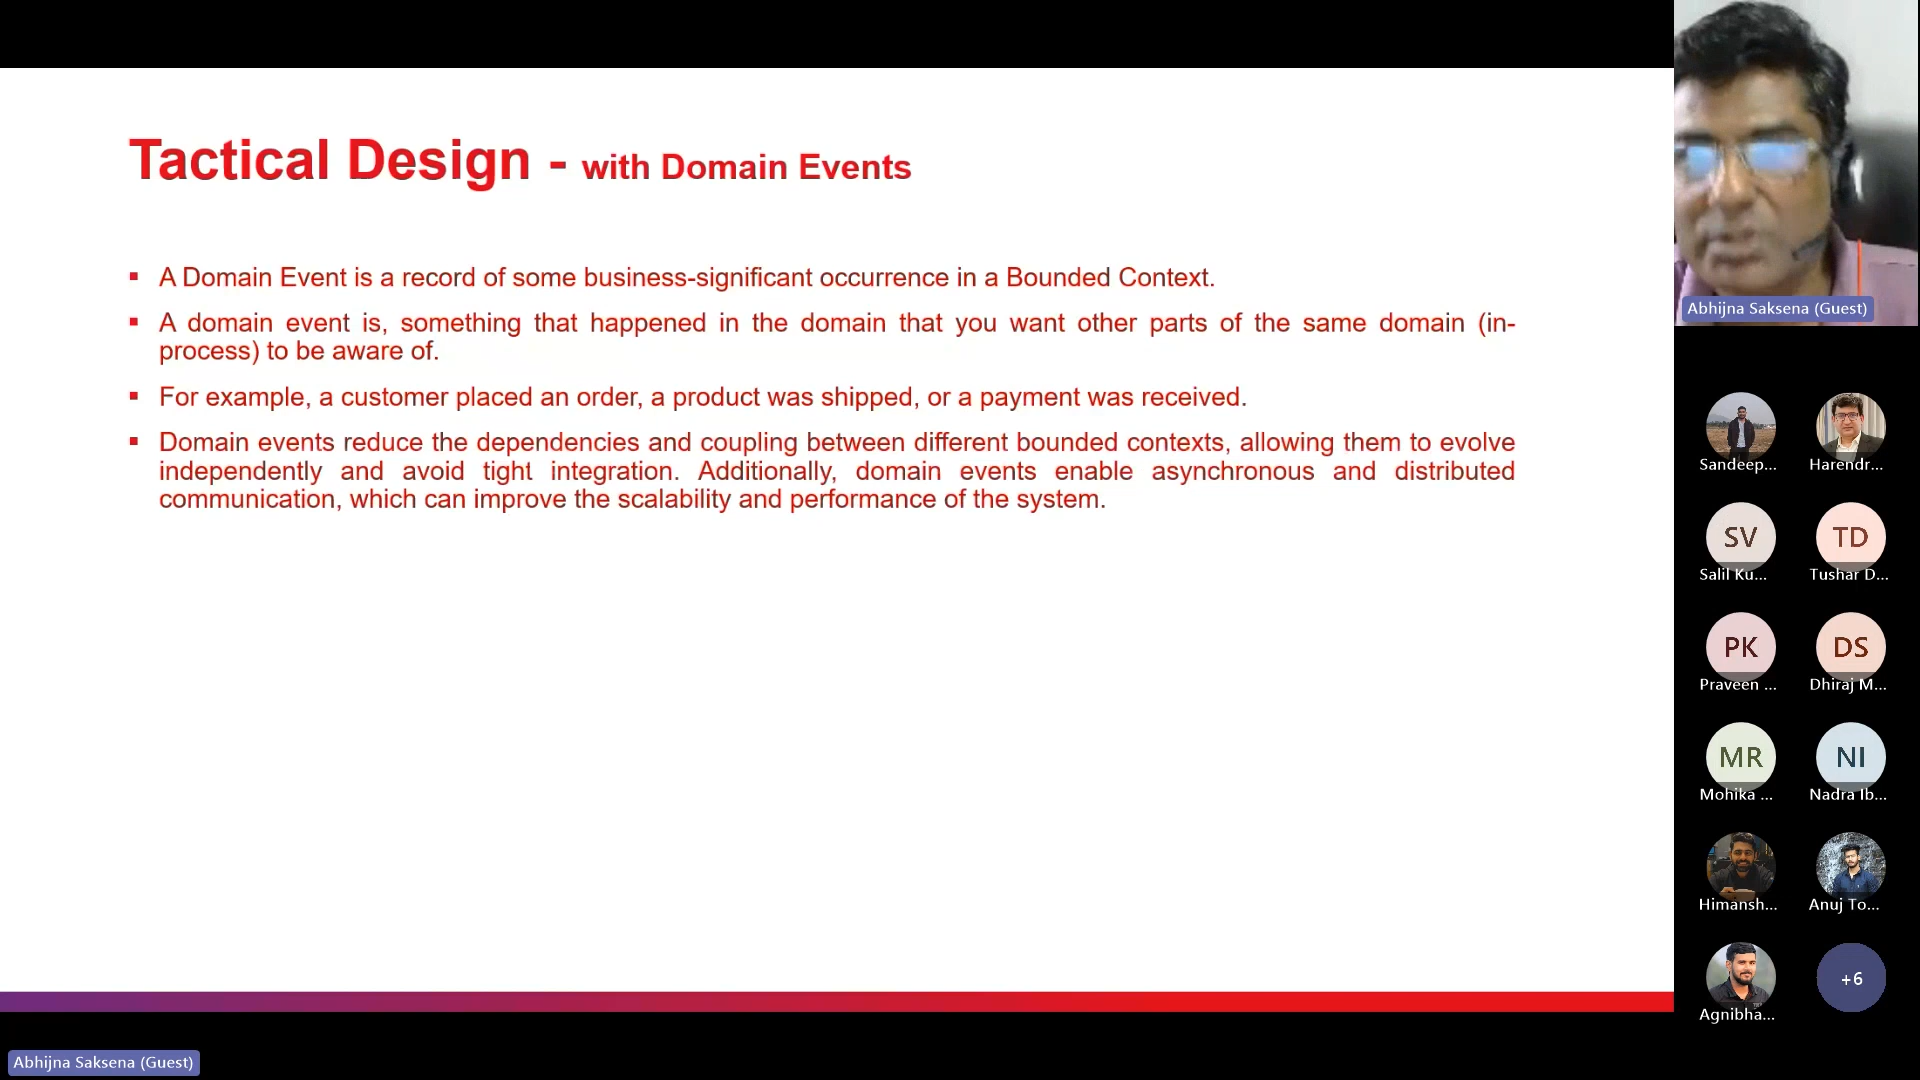 Tactical Design - with Domain Events
▪ A Domain Event is a record of some business-significant occurrence in a Bounded Context.
▪ A domain event is, something that happened in the domain that you want other parts of the same domain (in-
process) to be aware of.
▪ For example, a customer placed an order, a product was shipped, or a payment was received.
▪ Domain events reduce the dependencies and coupling between different bounded contexts, allowing them to evolve
independently and avoid tight integration. Additionally, domain events enable asynchronous and distributed
communication, which can improve the scalability and performance of the system.
Abhijna Saksena (Guest)
Sandeep...
Harendr...
SV
TD
Salil Ku...
Tushar D...
PK
DS
Praveen ...
Dhiraj M...
MR
NI
Mohika ...
Nadra Ib...
Himansh...
Anuj To...
+6
Agnibha...
Abhijna Saksena (Guest)